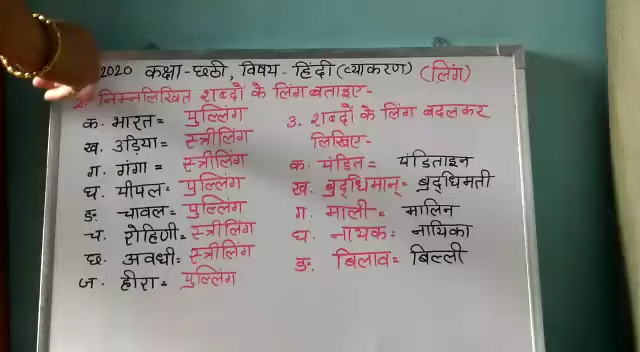 2020 कक्षा-छठी, विषय-हिंदी(व्याकरण) (लिंग)
2. निम्नलिखित शब्दों के लिंग बताइए-
क. भारत= पुल्लिंग
ख. उड़िया= स्त्रीलिंग
ग. गंगा= स्त्रीलिंग
घ. पीपल= पुल्लिंग
ङ. चावल= पुल्लिंग
च. रोहिणी= स्त्रीलिंग
छ. अवधी= स्त्रीलिंग
ज. हीरा= पुल्लिंग
3. शब्दों के लिंग बदलकर
लिखिए-
क. पंडित= पंडिताइन
ख. बुद्धिमान्= बुद्धिमती
ग. माली= मालिन
घ. नायक= नायिका
ङ. बिलाव= बिल्ली